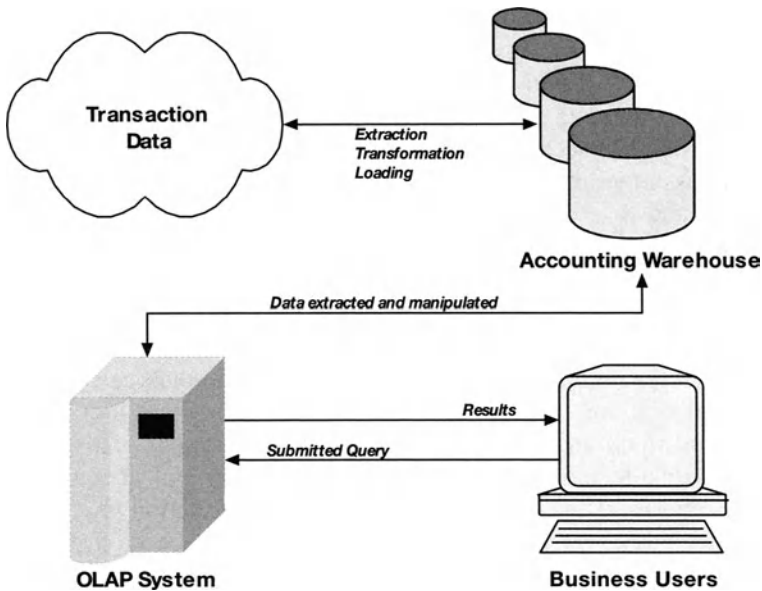 Transaction
Data
Extraction
Transformation
Loading
Accounting Warehouse
Data extracted and manipulated
Results
Submitted Query
OLAP System
Business Users